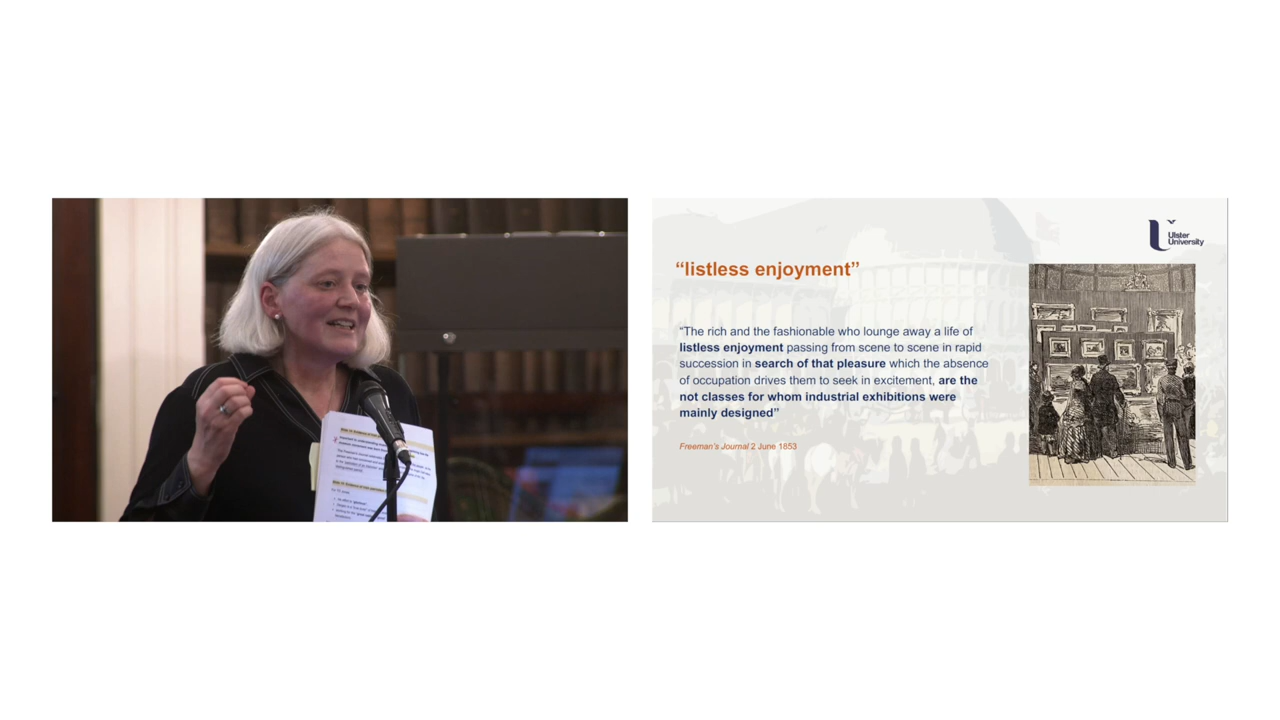 Ulster
University
“listless enjoyment”
“The rich and the fashionable who lounge away a life of
listless enjoyment passing from scene to scene in rapid
succession in search of that pleasure which the absence
of occupation drives them to seek in excitement, are the
not classes for whom industrial exhibitions were
mainly designed”
Freeman’s Journal 2 June 1853